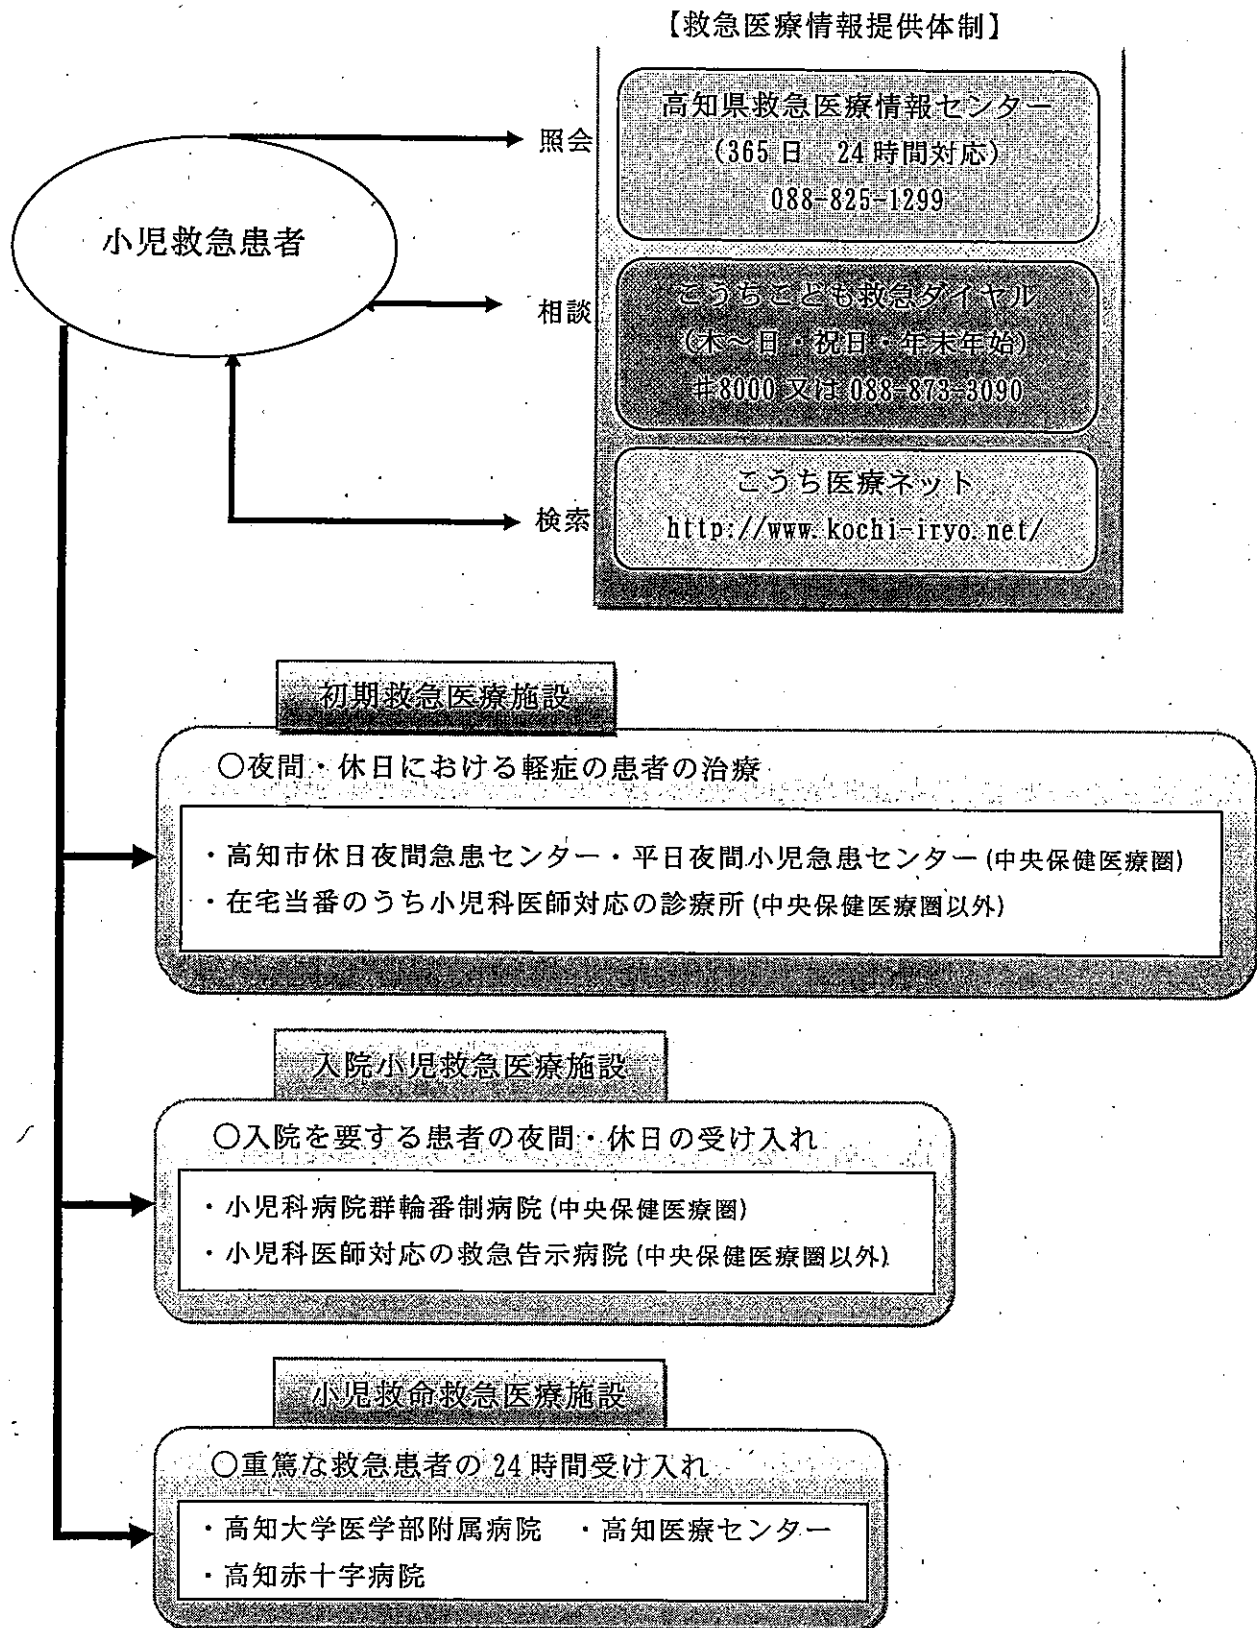 【救急医療情報提供体制】
高知県救急医療情報センター
(365日 24時間対応)
088-825-1299
照会
小児救急患者
こうちこども救急ダイヤル
(木～日・祝日・年末年始)
#8000 又は 088-873-3090
相談
こうち医療ネット
http://www.kochi-iryo.net/
検索
初期救急医療施設
○夜間・休日における軽症の患者の治療
・高知市休日夜間急患センター・平日夜間小児急患センター(中央保健医療圏)
・在宅当番のうち小児科医師対応の診療所(中央保健医療圏以外)
入院小児救急医療施設
○入院を要する患者の夜間・休日の受け入れ
・小児科病院群輪番制病院(中央保健医療圏)
・小児科医師対応の救急告示病院(中央保健医療圏以外)
小児救命救急医療施設
○重篤な救急患者の24時間受け入れ
・高知大学医学部附属病院 ・高知医療センター
・高知赤十字病院